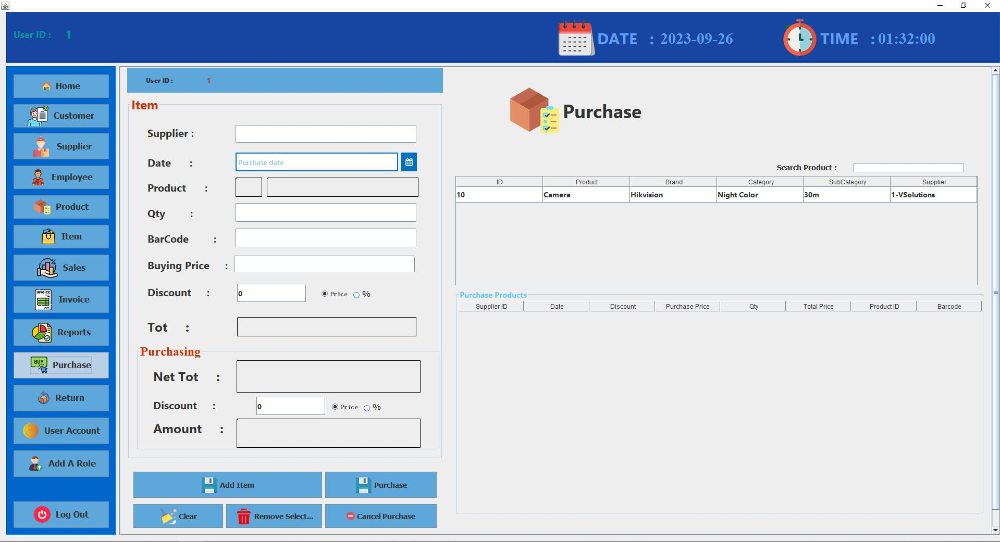 User ID : 1
DATE : 2023-09-26
TIME : 01:32:00
Home
Customer
Supplier
Employee
Product
Item
Sales
INVOICE
Invoice
Reports
BUY
Purchase
Return
User Account
Add A Role
Log Out
User ID : 1
Item
Supplier :
Date :
Purchase date
Product :
Qty :
BarCode :
Buying Price :
Discount : 0 Price %
Tot :
Purchasing
Net Tot :
Discount : 0 Price %
Amount :
Add Item
Purchase
Clear
Remove Select...
Cancel Purchase
Purchase
Search Product :
ID Product Brand Category SubCategory Supplier
10 Camera Hikvision Night Color 30m 1-VSolutions
Purchase Products
Supplier ID Date Discount Purchase Price Qty Total Price Product ID Barcode